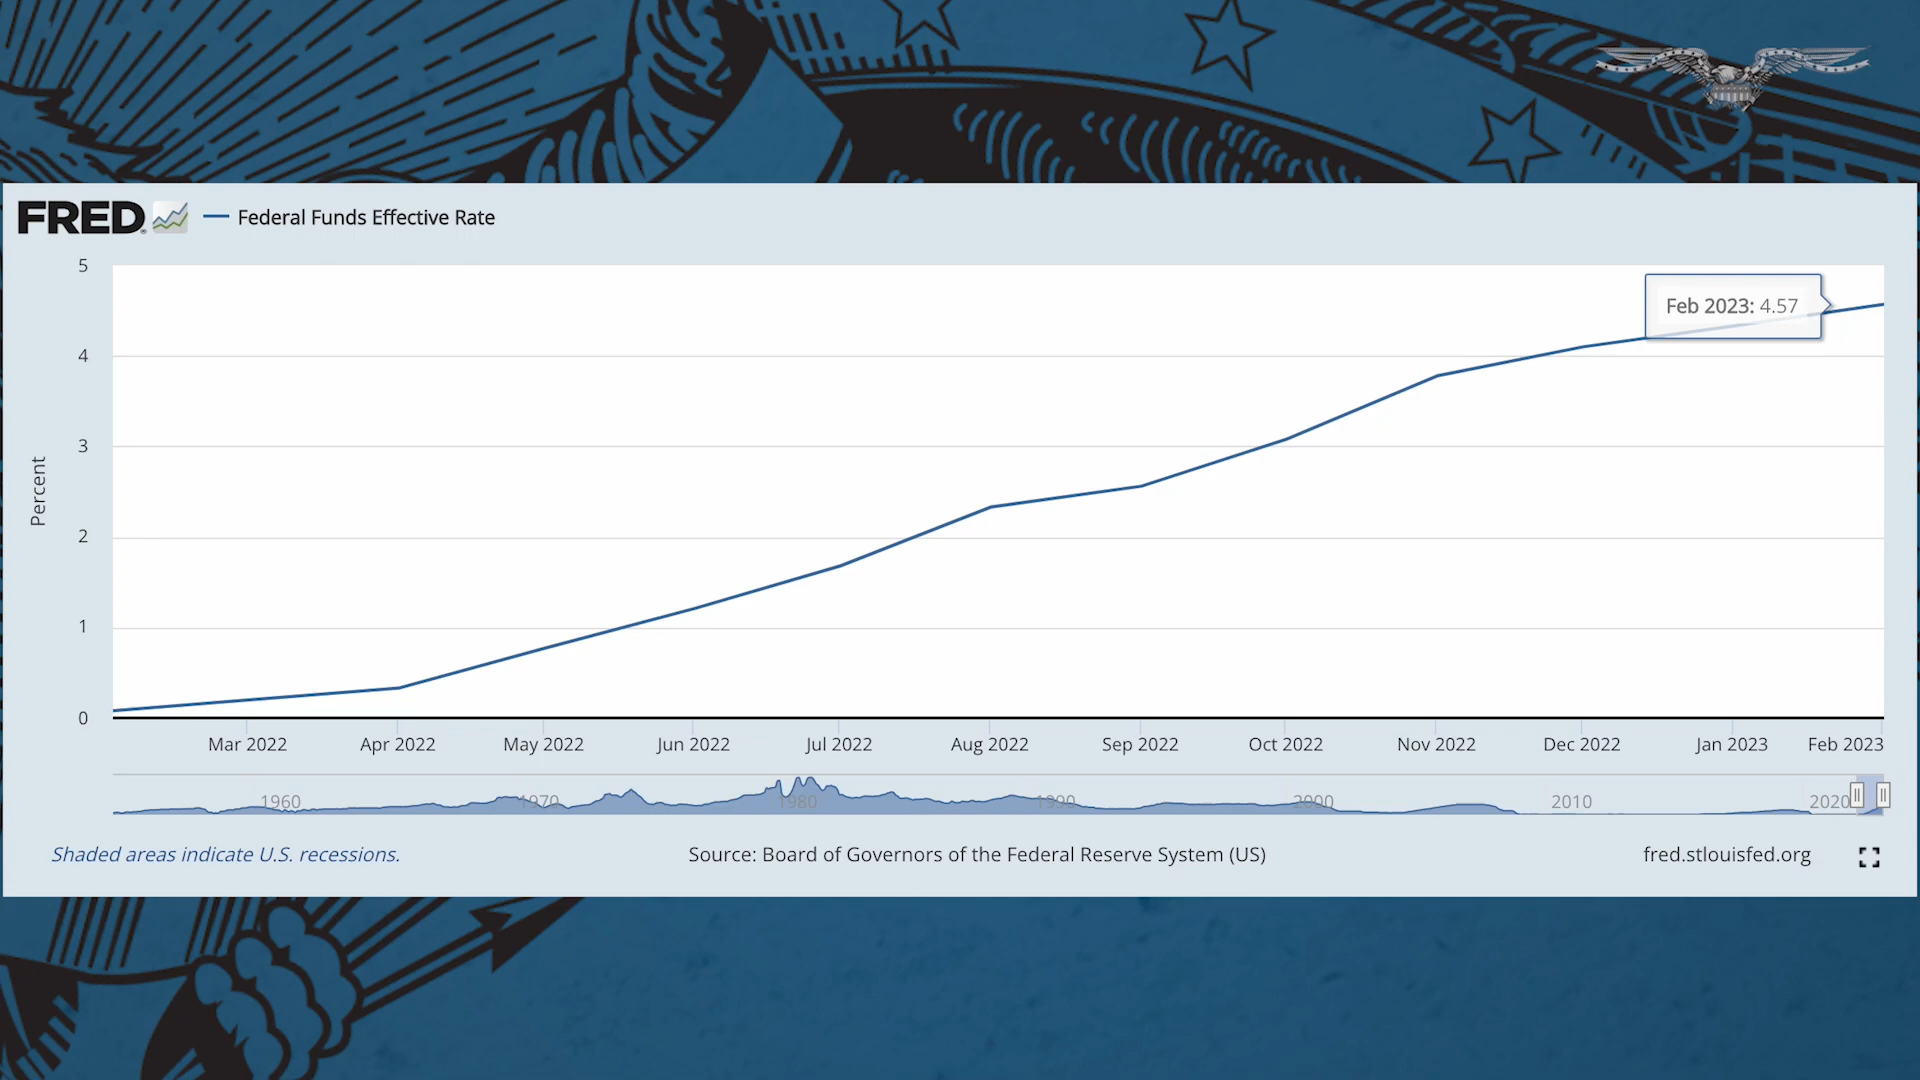 FRED
Federal Funds Effective Rate
5
4
3
2
1
0
Percent
Feb 2023: 4.57
Mar 2022
Apr 2022
May 2022
Jun 2022
Jul 2022
Aug 2022
Sep 2022
Oct 2022
Nov 2022
Dec 2022
Jan 2023
Feb 2023
1960
1970
1980
1990
2000
2010
2020
Shaded areas indicate U.S. recessions.
Source: Board of Governors of the Federal Reserve System (US)
fred.stlouisfed.org